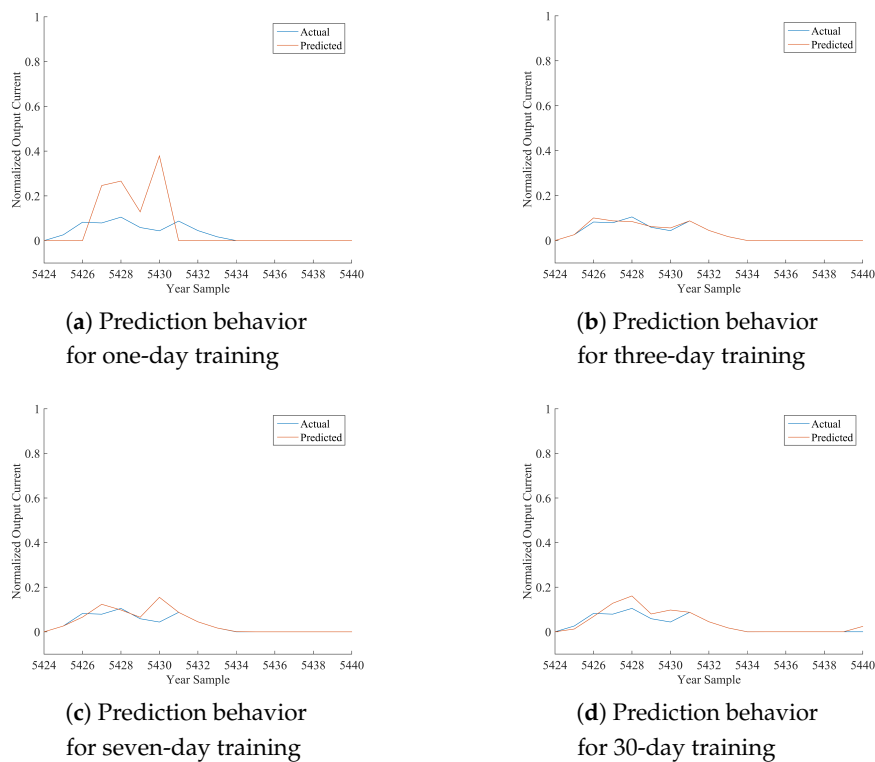 1
0.8
0.6
0.4
0.2
0
Normalized Output Current
Actual
Predicted
5424 5426 5428 5430 5432 5434 5436 5438 5440
Year Sample
(a) Prediction behavior
for one-day training
1
0.8
0.6
0.4
0.2
0
Normalized Output Current
Actual
Predicted
5424 5426 5428 5430 5432 5434 5436 5438 5440
Year Sample
(b) Prediction behavior
for three-day training
1
0.8
0.6
0.4
0.2
0
Normalized Output Current
Actual
Predicted
5424 5426 5428 5430 5432 5434 5436 5438 5440
Year Sample
(c) Prediction behavior
for seven-day training
1
0.8
0.6
0.4
0.2
0
Normalized Output Current
Actual
Predicted
5424 5426 5428 5430 5432 5434 5436 5438 5440
Year Sample
(d) Prediction behavior
for 30-day training